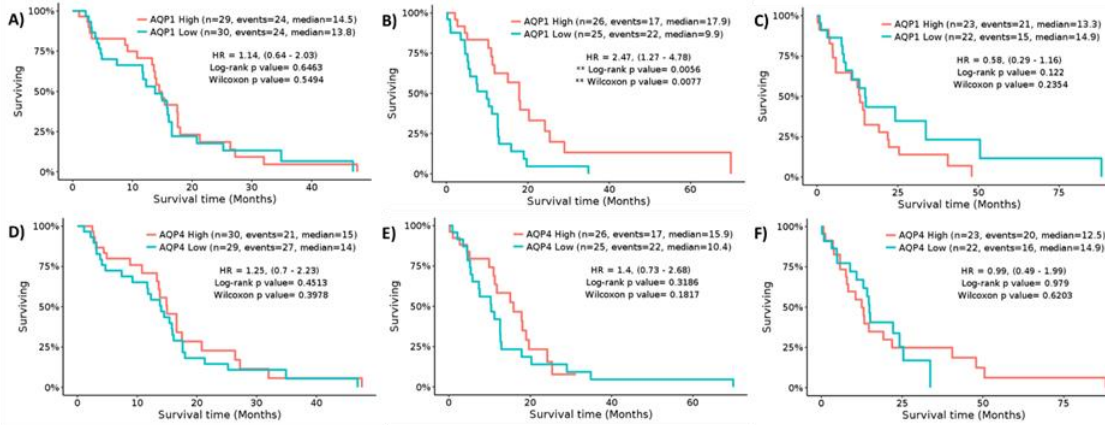 A)
AQP1 High (n=29, events=24, median=14.5)
AQP1 Low (n=30, events=24, median=13.8)
HR = 1.14, (0.64 - 2.03)
Log-rank p value= 0.6463
Wilcoxon p value= 0.5494
100%
75%
50%
25%
0%
Surviving
0 20 40
Survival time (Months)
B)
AQP1 High (n=26, events=17, median=17.9)
AQP1 Low (n=25, events=22, median=9.9)
HR = 2.47, (1.27 - 4.78)
** Log-rank p value= 0.0056
** Wilcoxon p value= 0.0077
100%
75%
50%
25%
0%
Surviving
0 20 40 60
Survival time (Months)
C)
AQP1 High (n=23, events=21, median=13.3)
AQP1 Low (n=22, events=15, median=14.9)
HR = 0.58, (0.29 - 1.16)
Log-rank p value= 0.122
Wilcoxon p value= 0.2354
100%
75%
50%
25%
0%
Surviving
0 25 50 75
Survival time (Months)
D)
AQP4 High (n=30, events=21, median=15)
AQP4 Low (n=29, events=27, median=14)
HR = 1.25, (0.7 - 2.23)
Log-rank p value= 0.4513
Wilcoxon p value= 0.3978
100%
75%
50%
25%
0%
Surviving
0 20 40
Survival time (Months)
E)
AQP4 High (n=26, events=17, median=15.9)
AQP4 Low (n=25, events=22, median=10.4)
HR = 1.4, (0.73 - 2.68)
Log-rank p value= 0.3186
Wilcoxon p value= 0.1817
100%
75%
50%
25%
0%
Surviving
0 20 40 60
Survival time (Months)
F)
AQP4 High (n=23, events=20, median=12.5)
AQP4 Low (n=22, events=16, median=14.9)
HR = 0.99, (0.49 - 1.99)
Log-rank p value= 0.979
Wilcoxon p value= 0.6203
100%
75%
50%
25%
0%
Surviving
0 25 50 75
Survival time (Months)